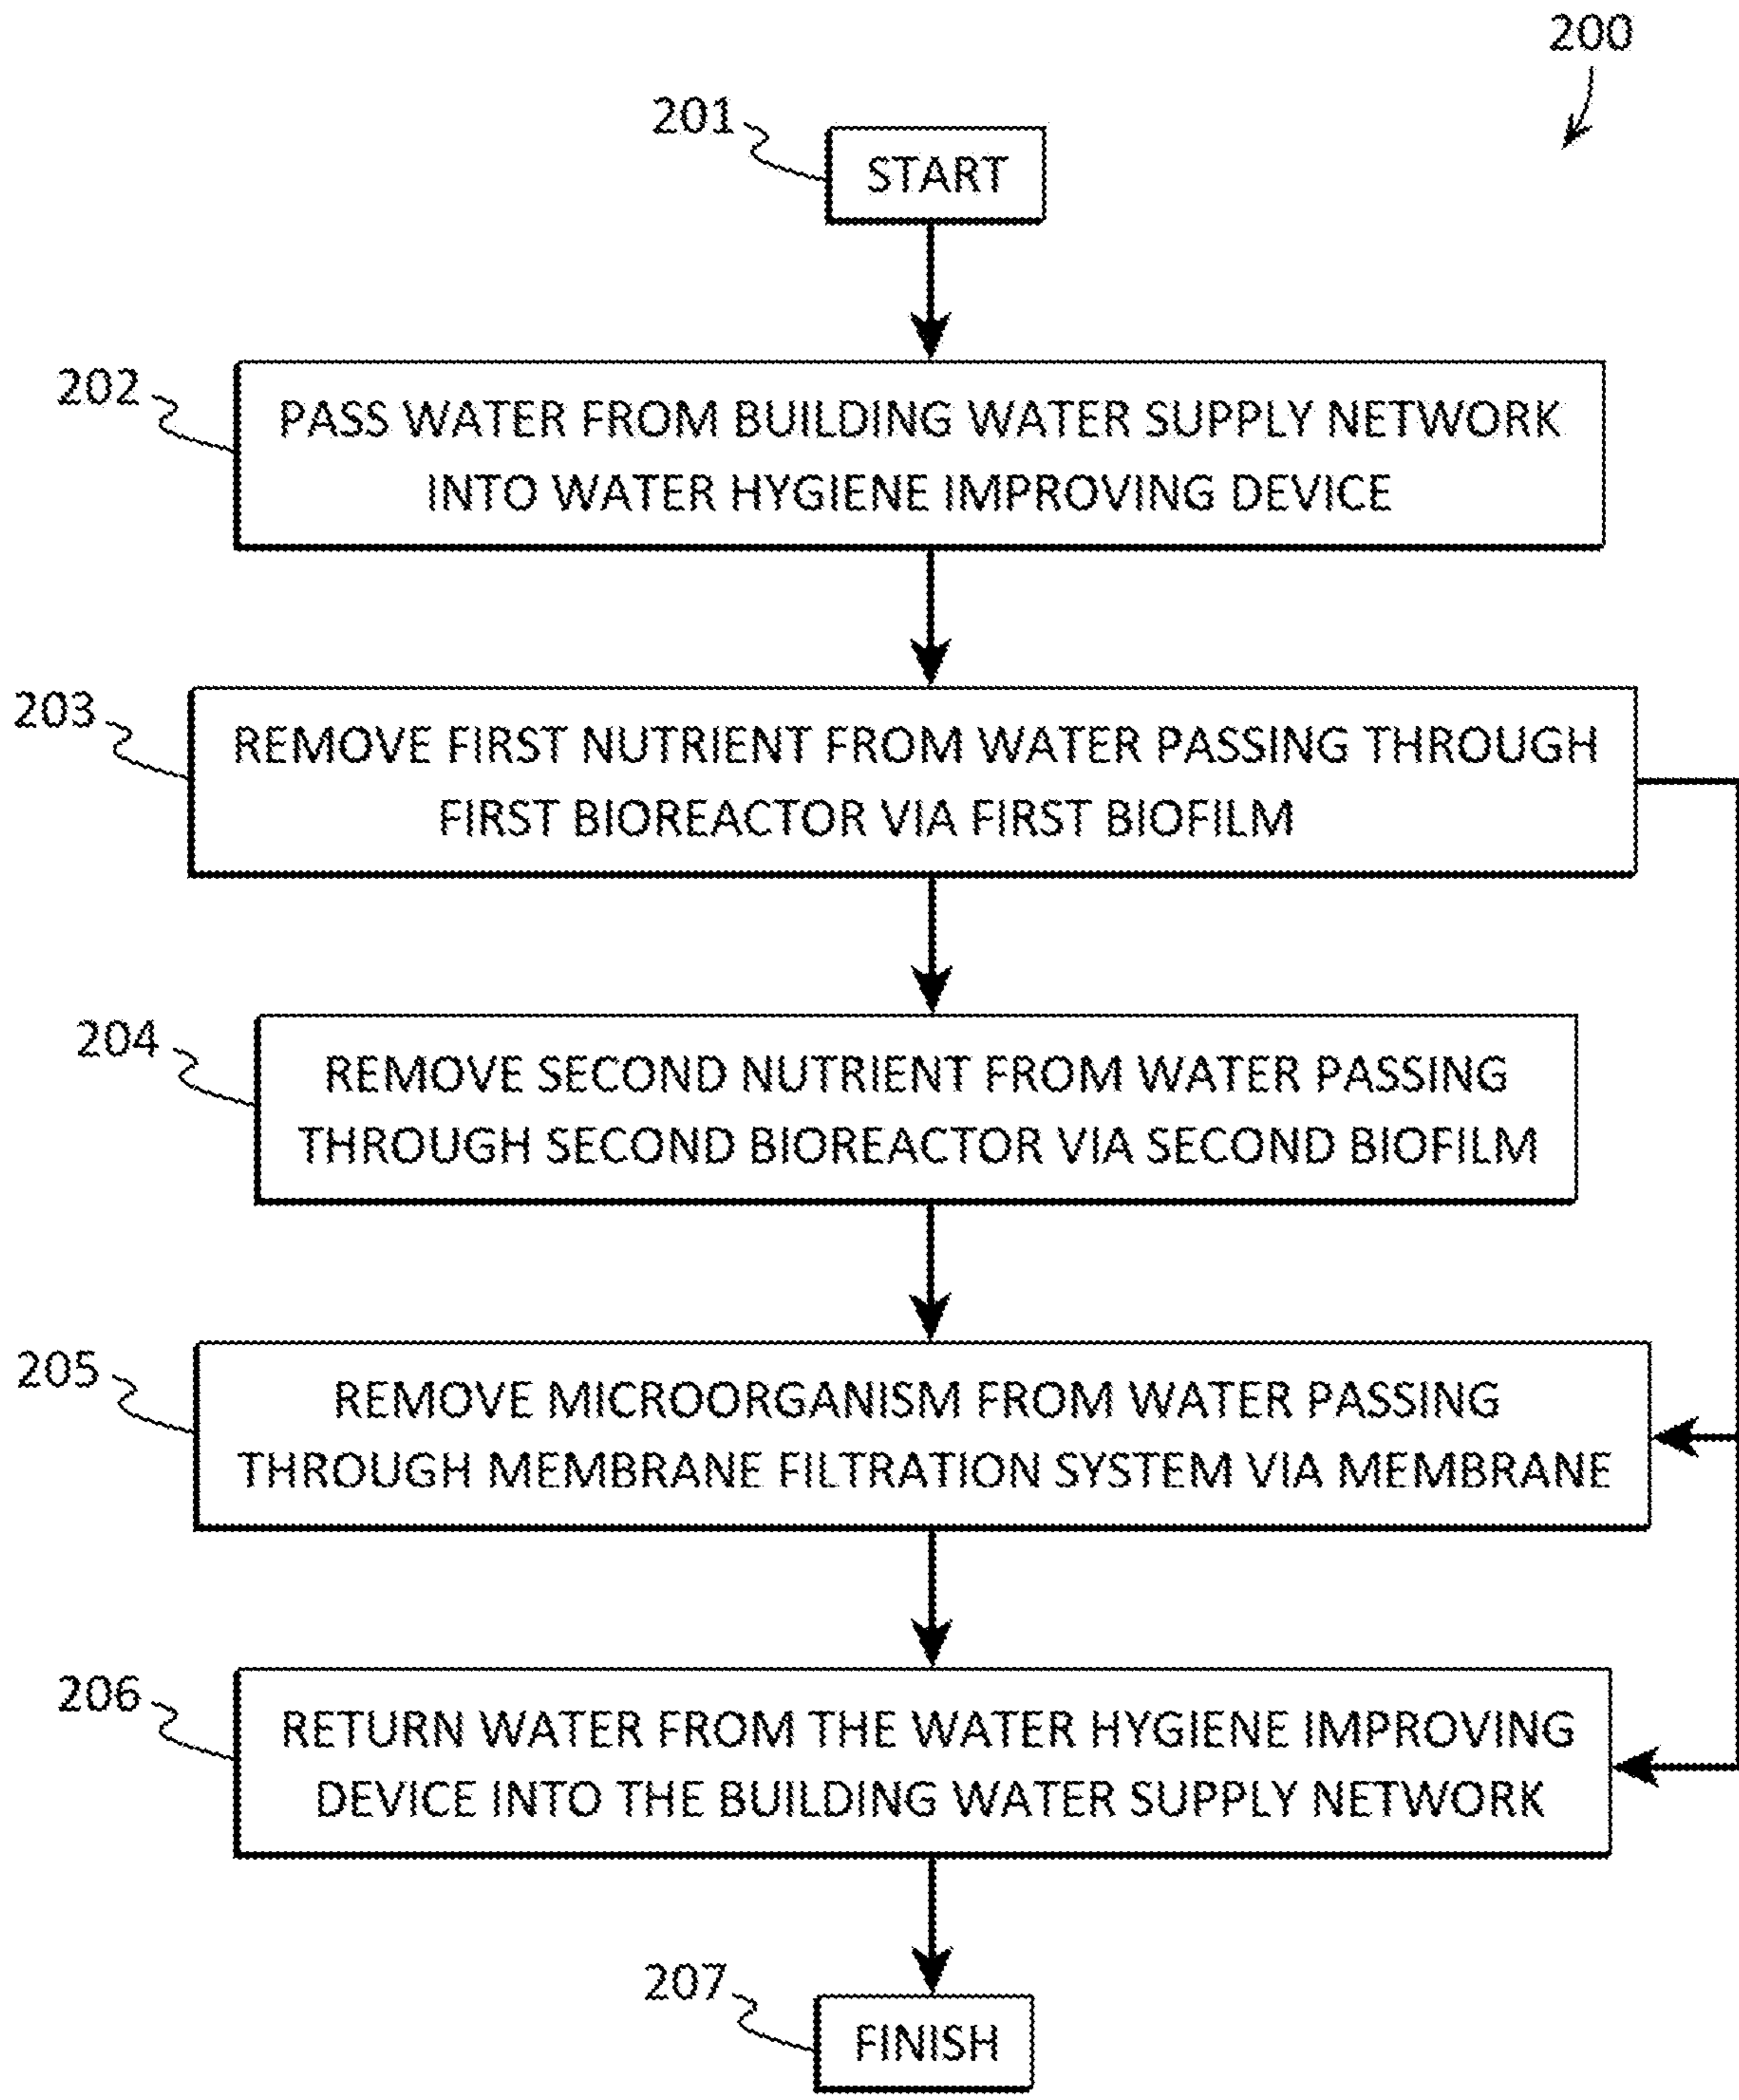 200
201
START
202
PASS WATER FROM BUILDING WATER SUPPLY NETWORK
INTO WATER HYGIENE IMPROVING DEVICE
203
REMOVE FIRST NUTRIENT FROM WATER PASSING THROUGH
FIRST BIOREACTOR VIA FIRST BIOFILM
204
REMOVE SECOND NUTRIENT FROM WATER PASSING
THROUGH SECOND BIOREACTOR VIA SECOND BIOFILM
205
REMOVE MICROORGANISM FROM WATER PASSING
THROUGH MEMBRANE FILTRATION SYSTEM VIA MEMBRANE
206
RETURN WATER FROM THE WATER HYGIENE IMPROVING
DEVICE INTO THE BUILDING WATER SUPPLY NETWORK
207
FINISH